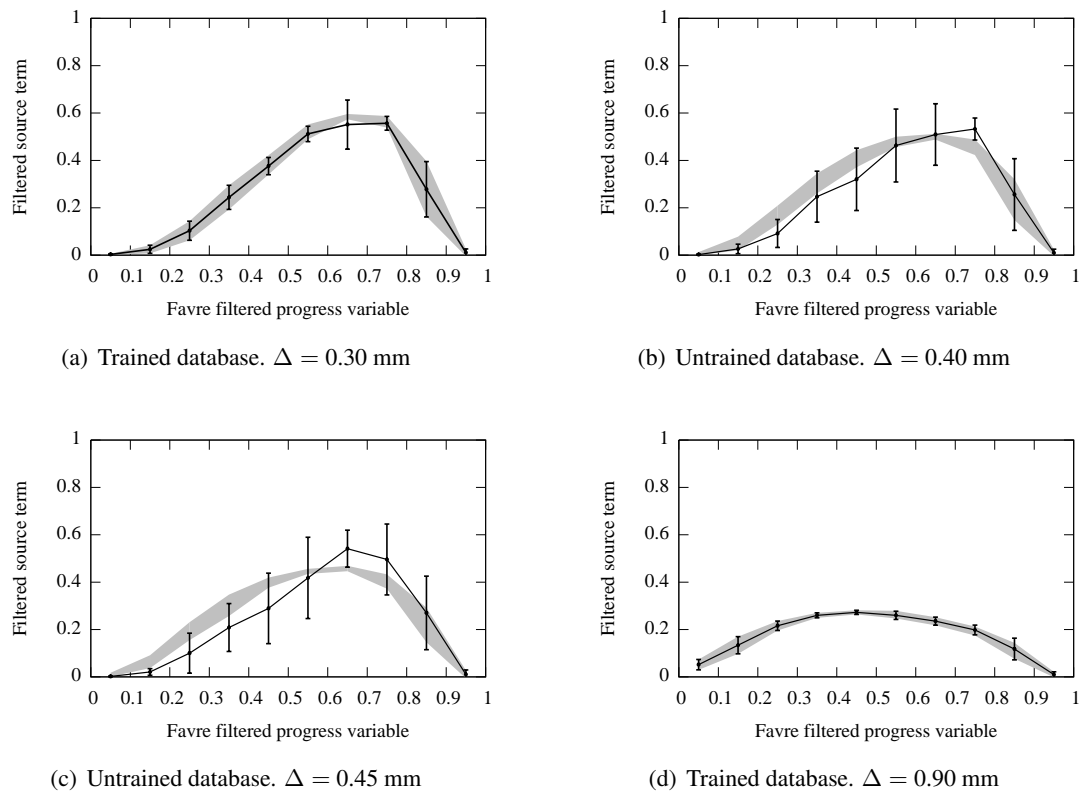 1
0.8
0.6
0.4
0.2
0
0 0.1 0.2 0.3 0.4 0.5 0.6 0.7 0.8 0.9 1
Filtered source term
Favre filtered progress variable
(a) Trained database. Δ = 0.30 mm
1
0.8
0.6
0.4
0.2
0
0 0.1 0.2 0.3 0.4 0.5 0.6 0.7 0.8 0.9 1
Filtered source term
Favre filtered progress variable
(b) Untrained database. Δ = 0.40 mm
1
0.8
0.6
0.4
0.2
0
0 0.1 0.2 0.3 0.4 0.5 0.6 0.7 0.8 0.9 1
Filtered source term
Favre filtered progress variable
(c) Untrained database. Δ = 0.45 mm
1
0.8
0.6
0.4
0.2
0
0 0.1 0.2 0.3 0.4 0.5 0.6 0.7 0.8 0.9 1
Filtered source term
Favre filtered progress variable
(d) Trained database. Δ = 0.90 mm